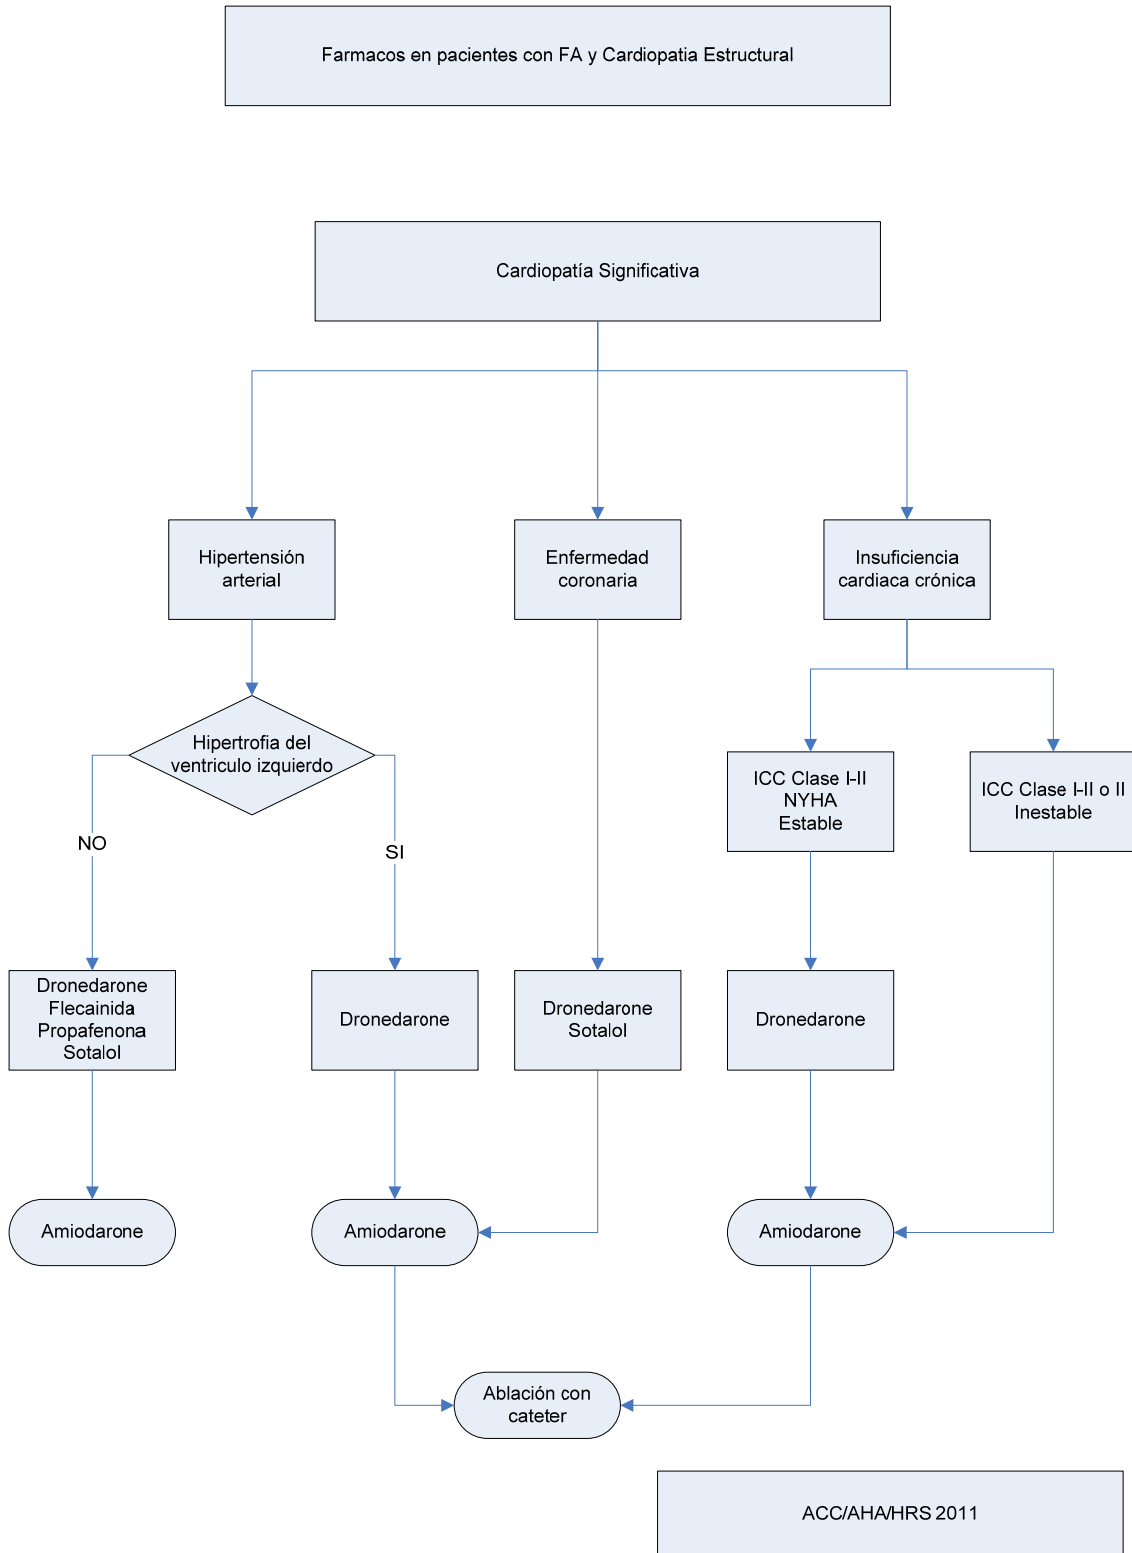 Farmacos en pacientes con FA y Cardiopatia Estructural
Cardiopatía Significativa
Hipertensión
arterial
Enfermedad
coronaria
Insuficiencia
cardiaca crónica
Hipertrofia del
ventriculo izquierdo
ICC Clase I-II
NYHA
Estable
ICC Clase I-II o II
Inestable
NO
SI
Dronedarone
Flecainida
Propafenona
Sotalol
Dronedarone
Dronedarone
Sotalol
Dronedarone
Amiodarone
Amiodarone
Amiodarone
Ablación con
cateter
ACC/AHA/HRS 2011